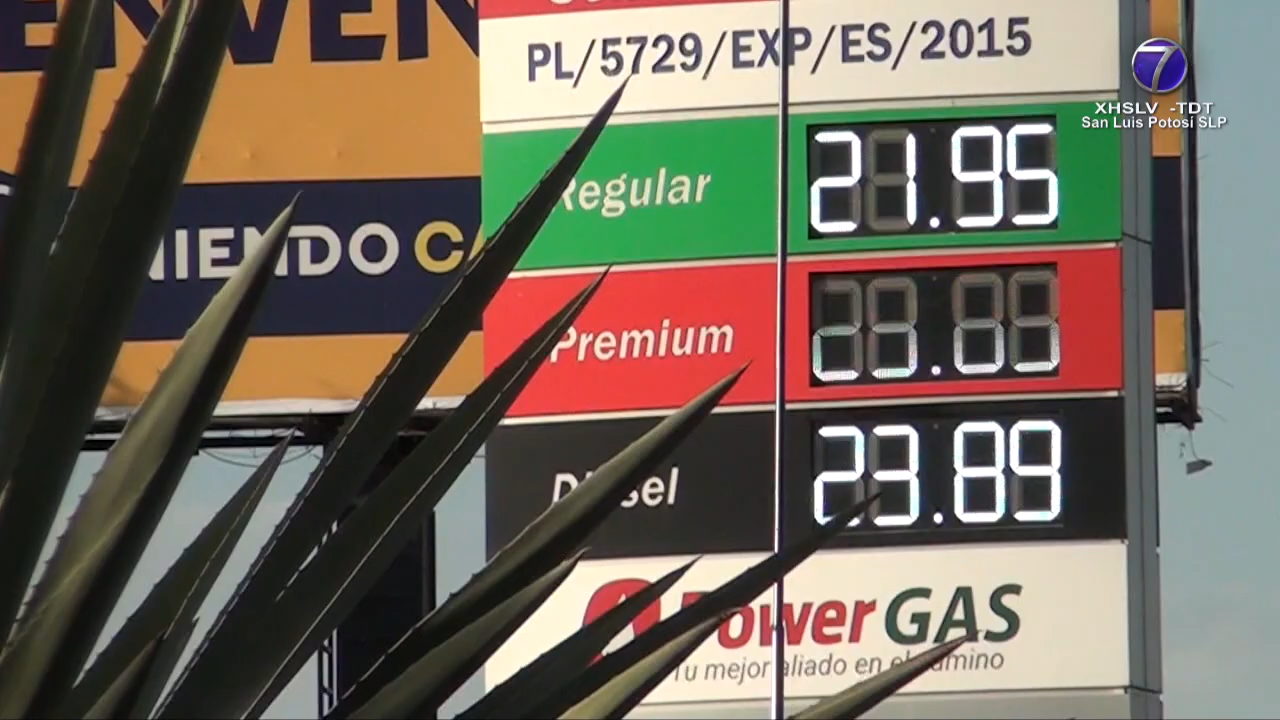 PL/5729/EXP/ES/2015
XHSLV -TDT
San Luis Potosí SLP
Regular 21.95
Premium
Diesel 23.89
PowerGAS
Tu mejor aliado en el camino